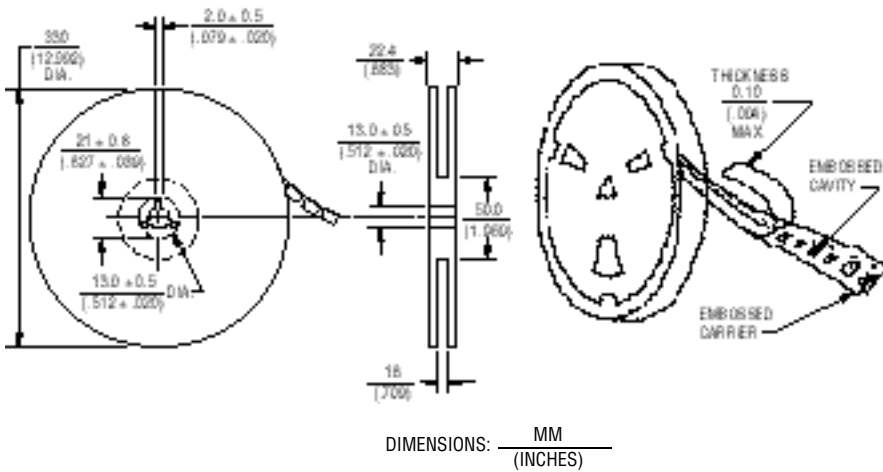 2.0 ± 0.5
(.079 ± .020)
330
(12.992)
DIA.
22.4
(.883)
THICKNESS
0.10
(.004)
MAX
21 ± 0.8
(.827 ± .039)
13.0 ± 0.5
(.512 ± .020)
DIA.
EMBOSSED
CAVITY
50.0
(1.969)
13.0 ± 0.5
(.512 ± .020)
DIA.
EMBOSSED
CARRIER
18
(.709)
DIMENSIONS:
MM
(INCHES)